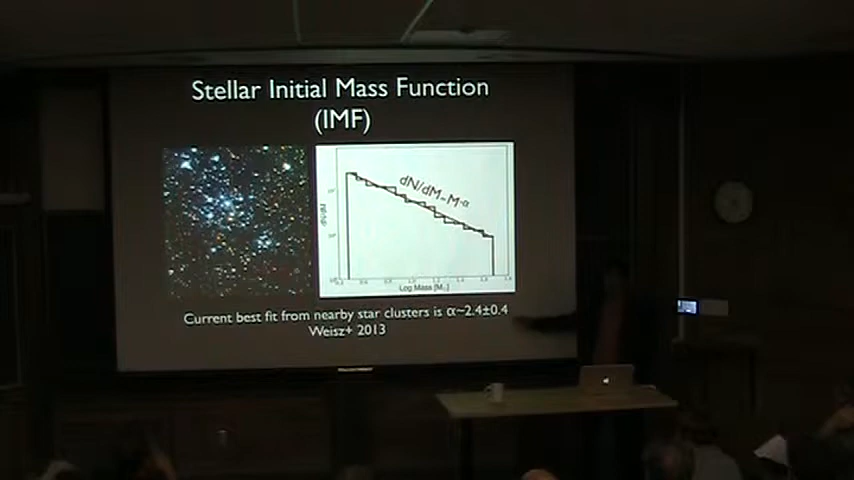 Stellar Initial Mass Function
(IMF)
dN/dM~M-α
Log Mass [M☉]
Current best fit from nearby star clusters is α~2.4±0.4
Weisz+ 2013